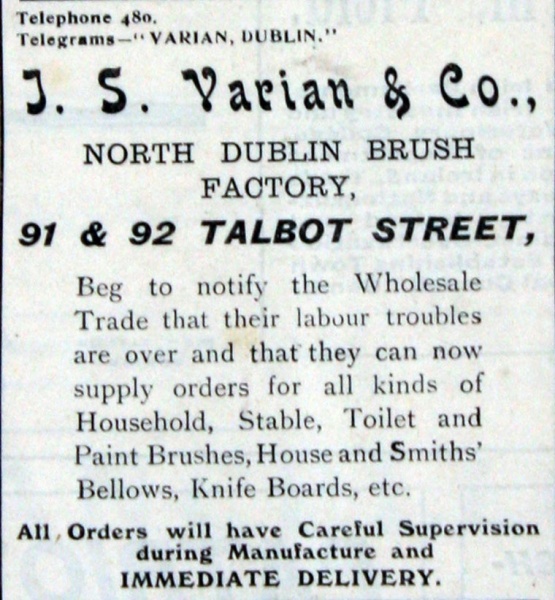 Telephone 480.
Telegrams—"VARIAN, DUBLIN."
J. S. Varian & Co.,
NORTH DUBLIN BRUSH
FACTORY,
91 & 92 TALBOT STREET,
Beg to notify the Wholesale
Trade that their labour troubles
are over and that they can now
supply orders for all kinds of
Household, Stable, Toilet and
Paint Brushes, House and Smiths'
Bellows, Knife Boards, etc.
All Orders will have Careful Supervision
during Manufacture and
IMMEDIATE DELIVERY.